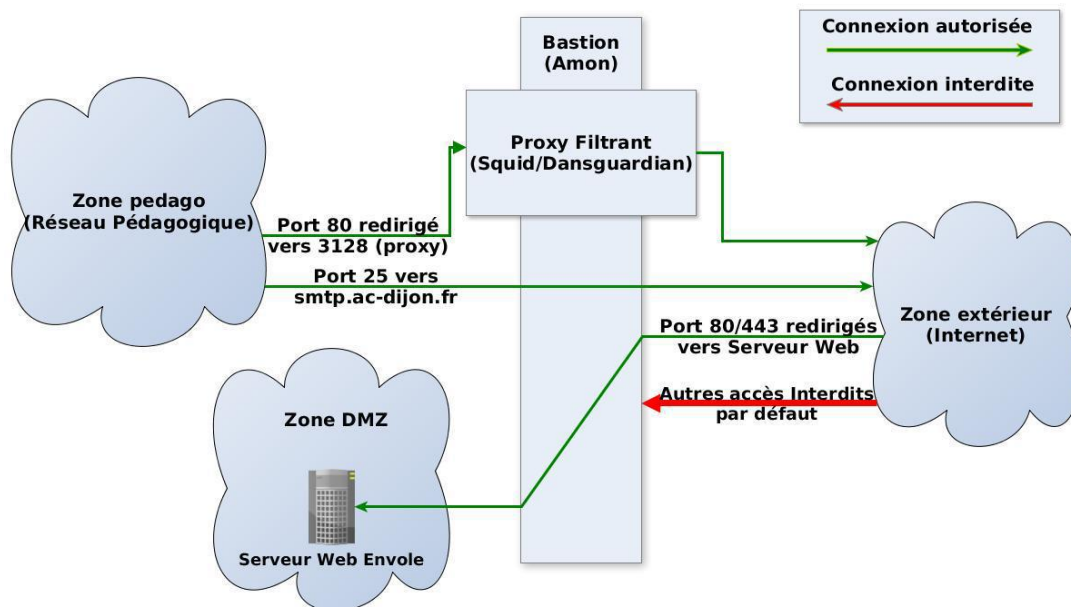 Connexion autorisée
Connexion interdite
Bastion
(Amon)
Proxy Filtrant
(Squid/Dansguardian)
Zone pedago
(Réseau Pédagogique)
Port 80 redirigé
vers 3128 (proxy)
Port 25 vers
smtp.ac-dijon.fr
Zone extérieur
(Internet)
Port 80/443 redirigés
vers Serveur Web
Autres accès Interdits
par défaut
Zone DMZ
Serveur Web Envole